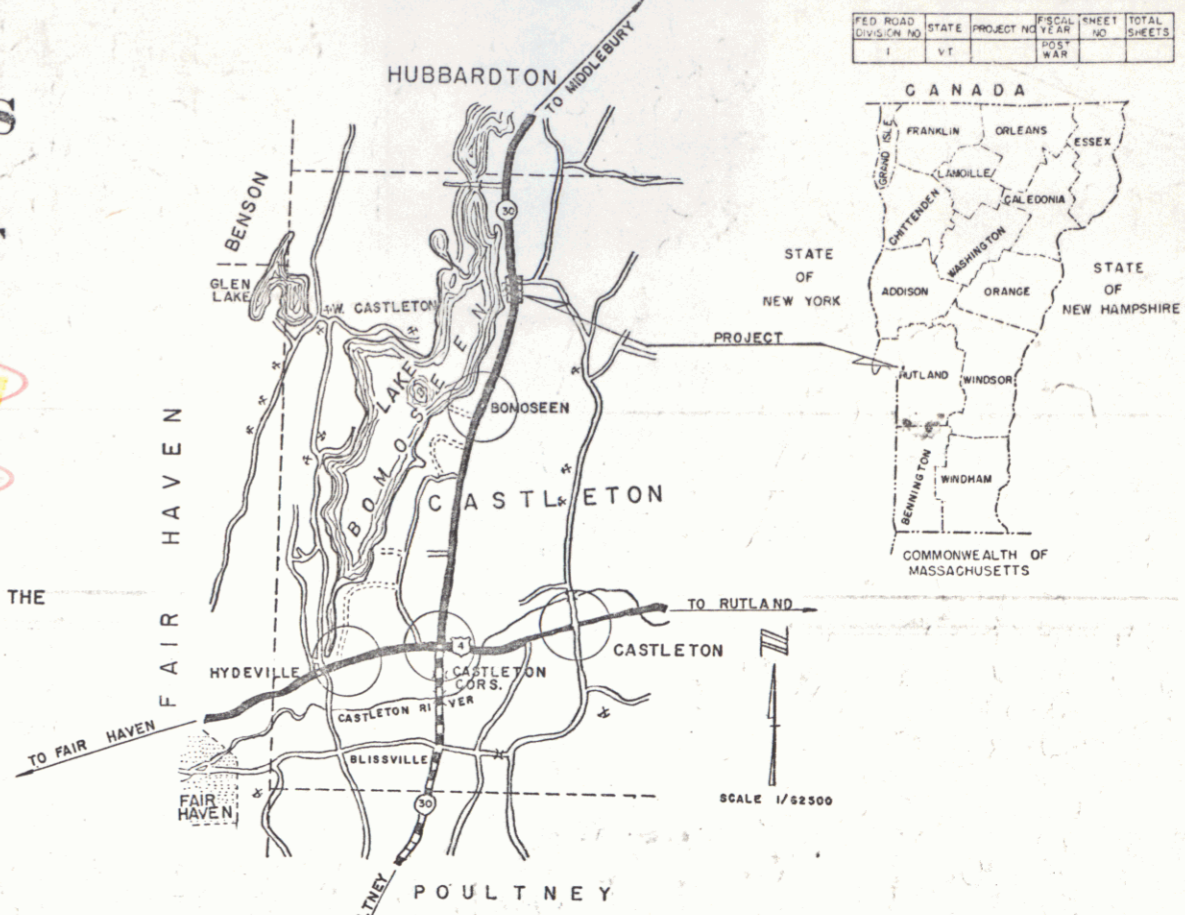 FED ROAD DIVISION NO
STATE
PROJECT NO
FISCAL YEAR
SHEET NO
TOTAL SHEETS
1
VT.
POST WAR
HUBBARDTON
TO MIDDLEBURY
BENSON
GLEN LAKE
W. CASTLETON
30
LAKE
BOMOSEEN
BONOSEEN
PROJECT
CASTLETON
FAIR HAVEN
THE
TO RUTLAND
4
CASTLETON
HYDEVILLE
CASTLETON CORS.
CASTLETON RIVER
TO FAIR HAVEN
BLISSVILLE
FAIR HAVEN
30
SCALE 1/62500
N
POULTNEY
CANADA
GRAND ISLE
FRANKLIN
ORLEANS
ESSEX
LAMOILLE
CHITTENDEN
CALEDONIA
WASHINGTON
STATE OF NEW YORK
ADDISON
ORANGE
STATE OF NEW HAMPSHIRE
RUTLAND
WINDSOR
BENNINGTON
WINDHAM
COMMONWEALTH OF
MASSACHUSETTS